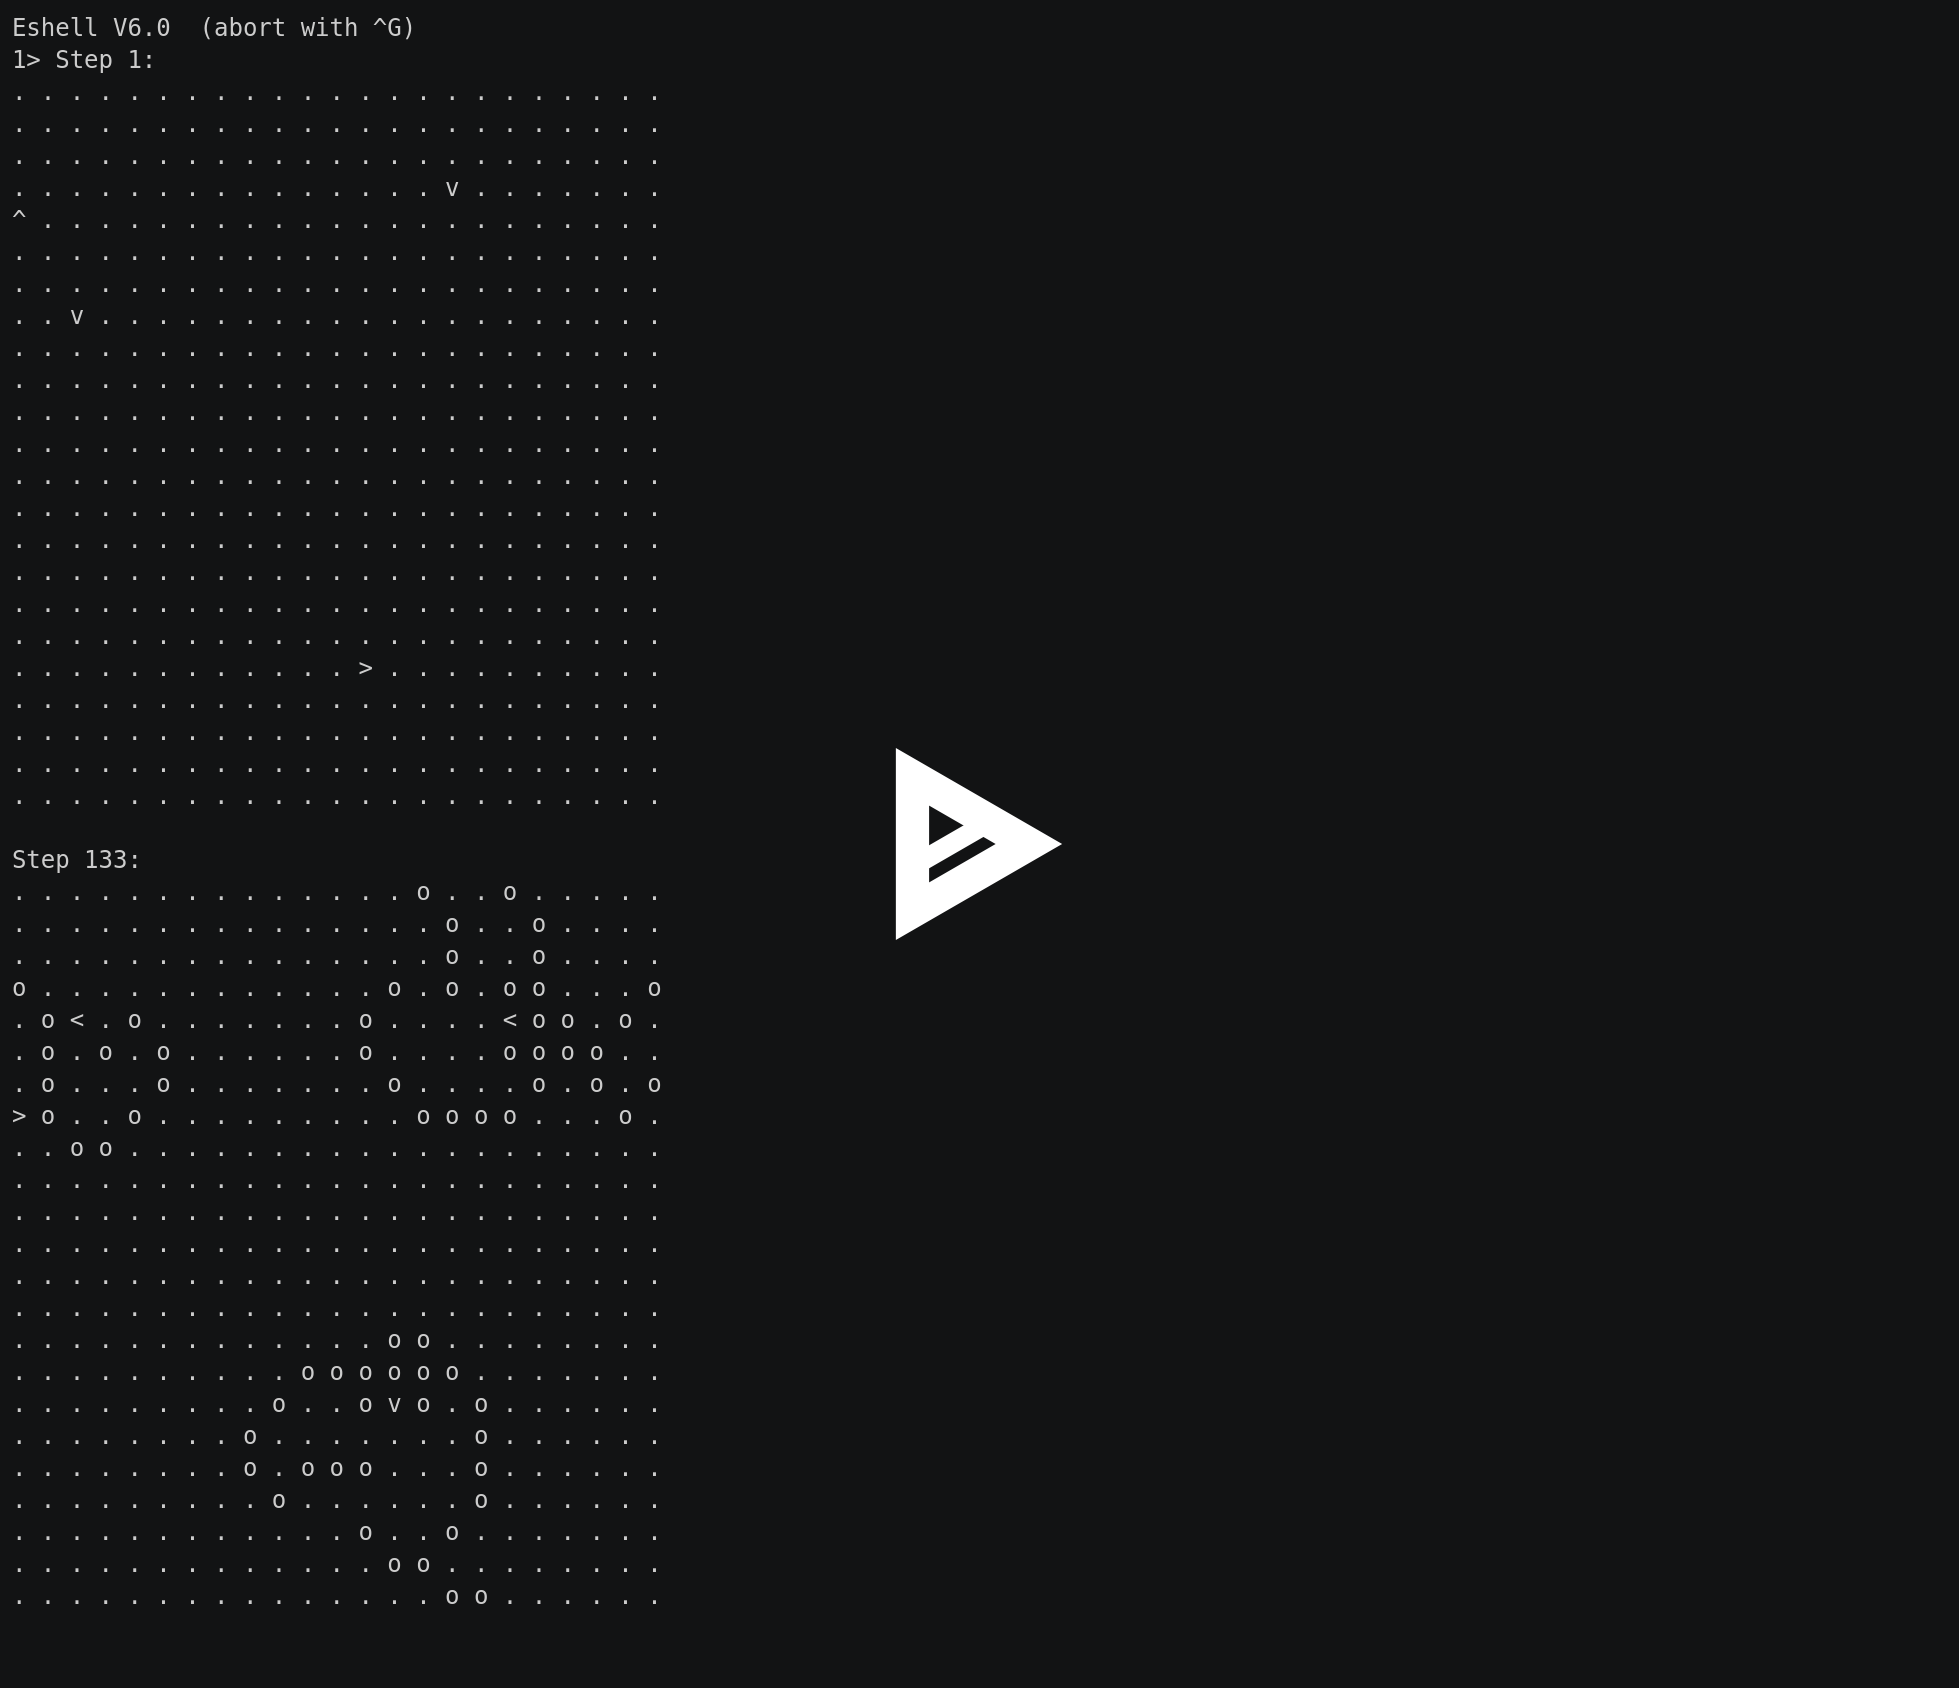 Eshell V6.0  (abort with ^G)
1> Step 1:
. . . . . . . . . . . . . . . . . . . . . . .
. . . . . . . . . . . . . . . . . . . . . . .
. . . . . . . . . . . . . . . . . . . . . . .
. . . . . . . . . . . . . . . v . . . . . . .
^ . . . . . . . . . . . . . . . . . . . . . .
. . . . . . . . . . . . . . . . . . . . . . .
. . . . . . . . . . . . . . . . . . . . . . .
. . v . . . . . . . . . . . . . . . . . . . .
. . . . . . . . . . . . . . . . . . . . . . .
. . . . . . . . . . . . . . . . . . . . . . .
. . . . . . . . . . . . . . . . . . . . . . .
. . . . . . . . . . . . . . . . . . . . . . .
. . . . . . . . . . . . . . . . . . . . . . .
. . . . . . . . . . . . . . . . . . . . . . .
. . . . . . . . . . . . . . . . . . . . . . .
. . . . . . . . . . . . . . . . . . . . . . .
. . . . . . . . . . . . . . . . . . . . . . .
. . . . . . . . . . . . . . . . . . . . . . .
. . . . . . . . . . . . > . . . . . . . . . .
. . . . . . . . . . . . . . . . . . . . . . .
. . . . . . . . . . . . . . . . . . . . . . .
. . . . . . . . . . . . . . . . . . . . . . .
. . . . . . . . . . . . . . . . . . . . . . .
Step 133:
. . . . . . . . . . . . . . o . . o . . . . .
. . . . . . . . . . . . . . . o . . o . . . .
. . . . . . . . . . . . . . . o . . o . . . .
o . . . . . . . . . . . . o . o . o o . . . o
. o < . o . . . . . . . o . . . . < o o . o .
. o . o . o . . . . . . o . . . . o o o o . .
. o . . . o . . . . . . . o . . . . o . o . o
> o . . o . . . . . . . . . o o o o . . . o .
. . o o . . . . . . . . . . . . . . . . . . .
. . . . . . . . . . . . . . . . . . . . . . .
. . . . . . . . . . . . . . . . . . . . . . .
. . . . . . . . . . . . . . . . . . . . . . .
. . . . . . . . . . . . . . . . . . . . . . .
. . . . . . . . . . . . . . . . . . . . . . .
. . . . . . . . . . . . . o o . . . . . . . .
. . . . . . . . . . o o o o o o . . . . . . .
. . . . . . . . . o . . o v o . o . . . . . .
. . . . . . . . o . . . . . . . o . . . . . .
. . . . . . . . o . o o o . . . o . . . . . .
. . . . . . . . . o . . . . . . o . . . . . .
. . . . . . . . . . . . o . . o . . . . . . .
. . . . . . . . . . . . . o o . . . . . . . .
. . . . . . . . . . . . . . . o o . . . . . .